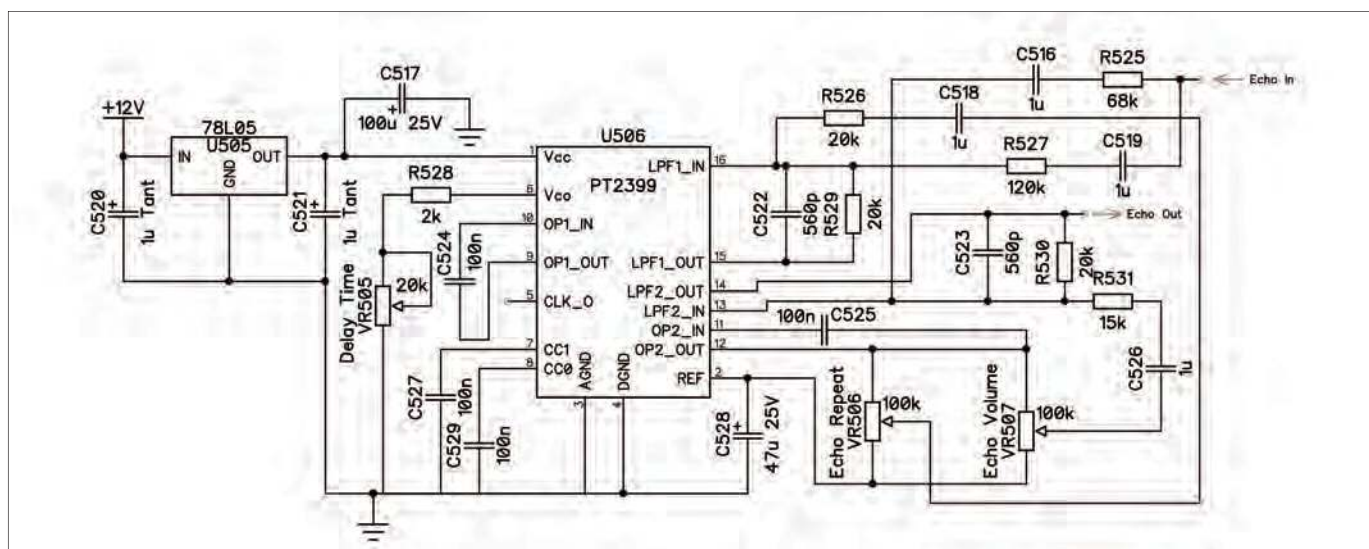 +12V
78L05
U505
IN
OUT
GND
C520
1u Tant
C521
1u Tant
C517
100u 25V
R528
2k
Delay Time
VR505
20k
C524
100n
C527
100n
C529
100n
U506
PT2399
1
Vcc
6
Vco
10
OP1_IN
9
OP1_OUT
5
CLK_O
7
CC1
8
CC0
AGND
3
DGND
4
LPF1_IN
16
LPF1_OUT
15
LPF2_OUT
14
LPF2_IN
13
OP2_IN
11
OP2_OUT
12
REF
2
C516
1u
R525
68k
Echo In
R526
20k
C518
1u
R527
120k
C519
1u
C522
560p
R529
20k
Echo Out
C523
560p
R530
20k
R531
15k
100n
C525
C526
1u
C528
47u 25V
Echo Repeat
VR506
100k
Echo Volume
VR507
100k